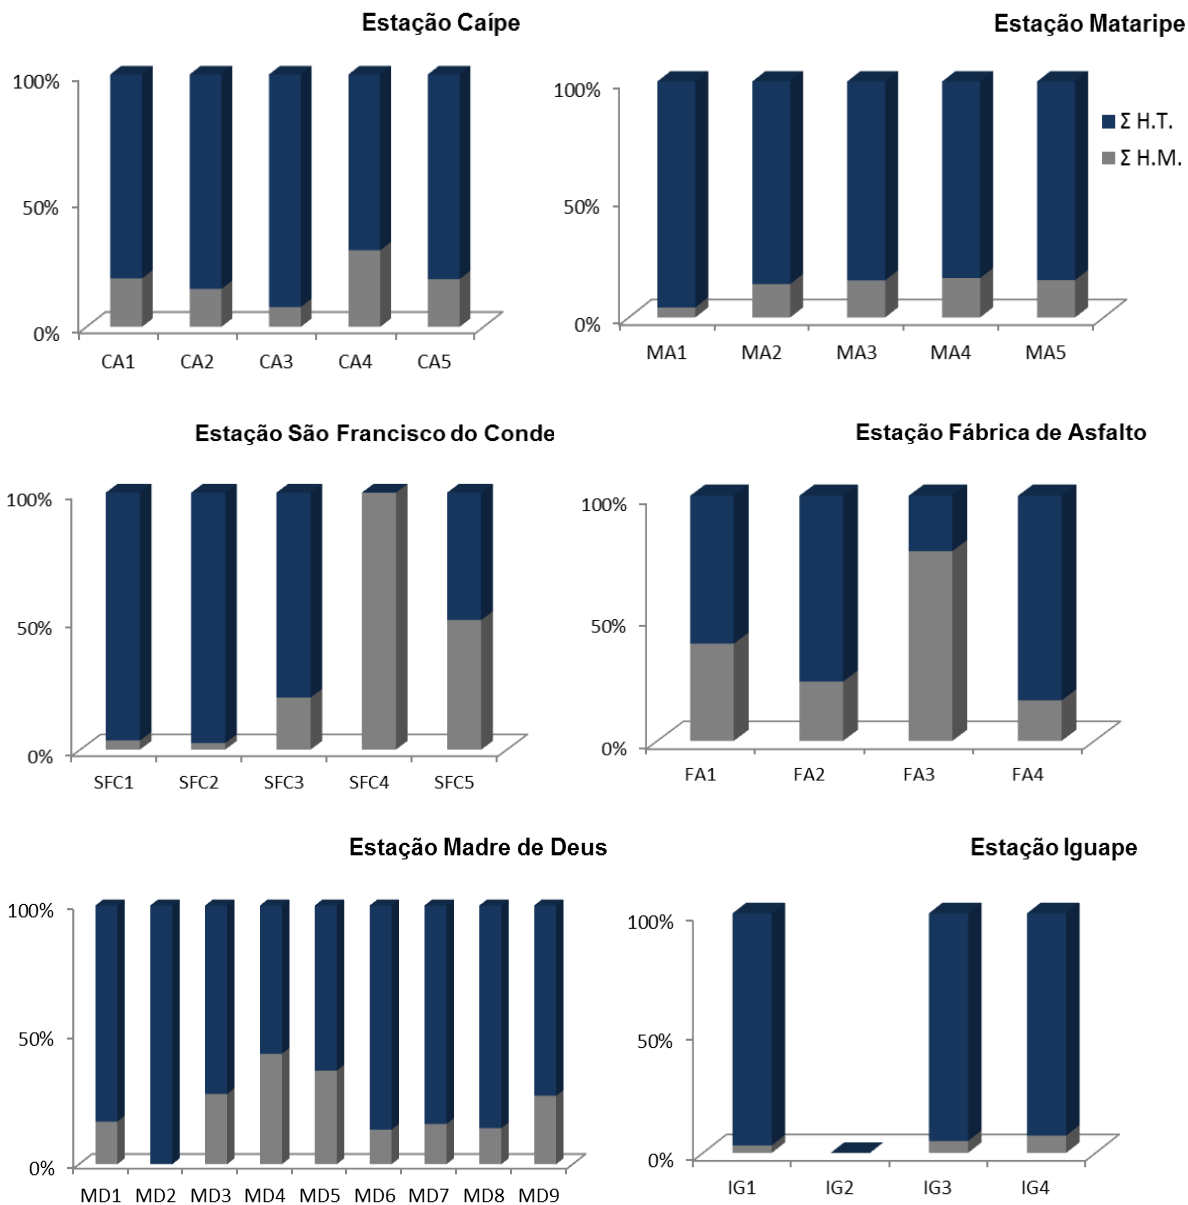 Estação Caípe
100%
50%
0%
CA1 CA2 CA3 CA4 CA5
Estação Mataripe
100%
50%
0%
MA1 MA2 MA3 MA4 MA5
Σ H.T.
Σ H.M.
Estação São Francisco do Conde
100%
50%
0%
SFC1 SFC2 SFC3 SFC4 SFC5
Estação Fábrica de Asfalto
100%
50%
0%
FA1 FA2 FA3 FA4
Estação Madre de Deus
100%
50%
0%
MD1 MD2 MD3 MD4 MD5 MD6 MD7 MD8 MD9
Estação Iguape
100%
50%
0%
IG1 IG2 IG3 IG4